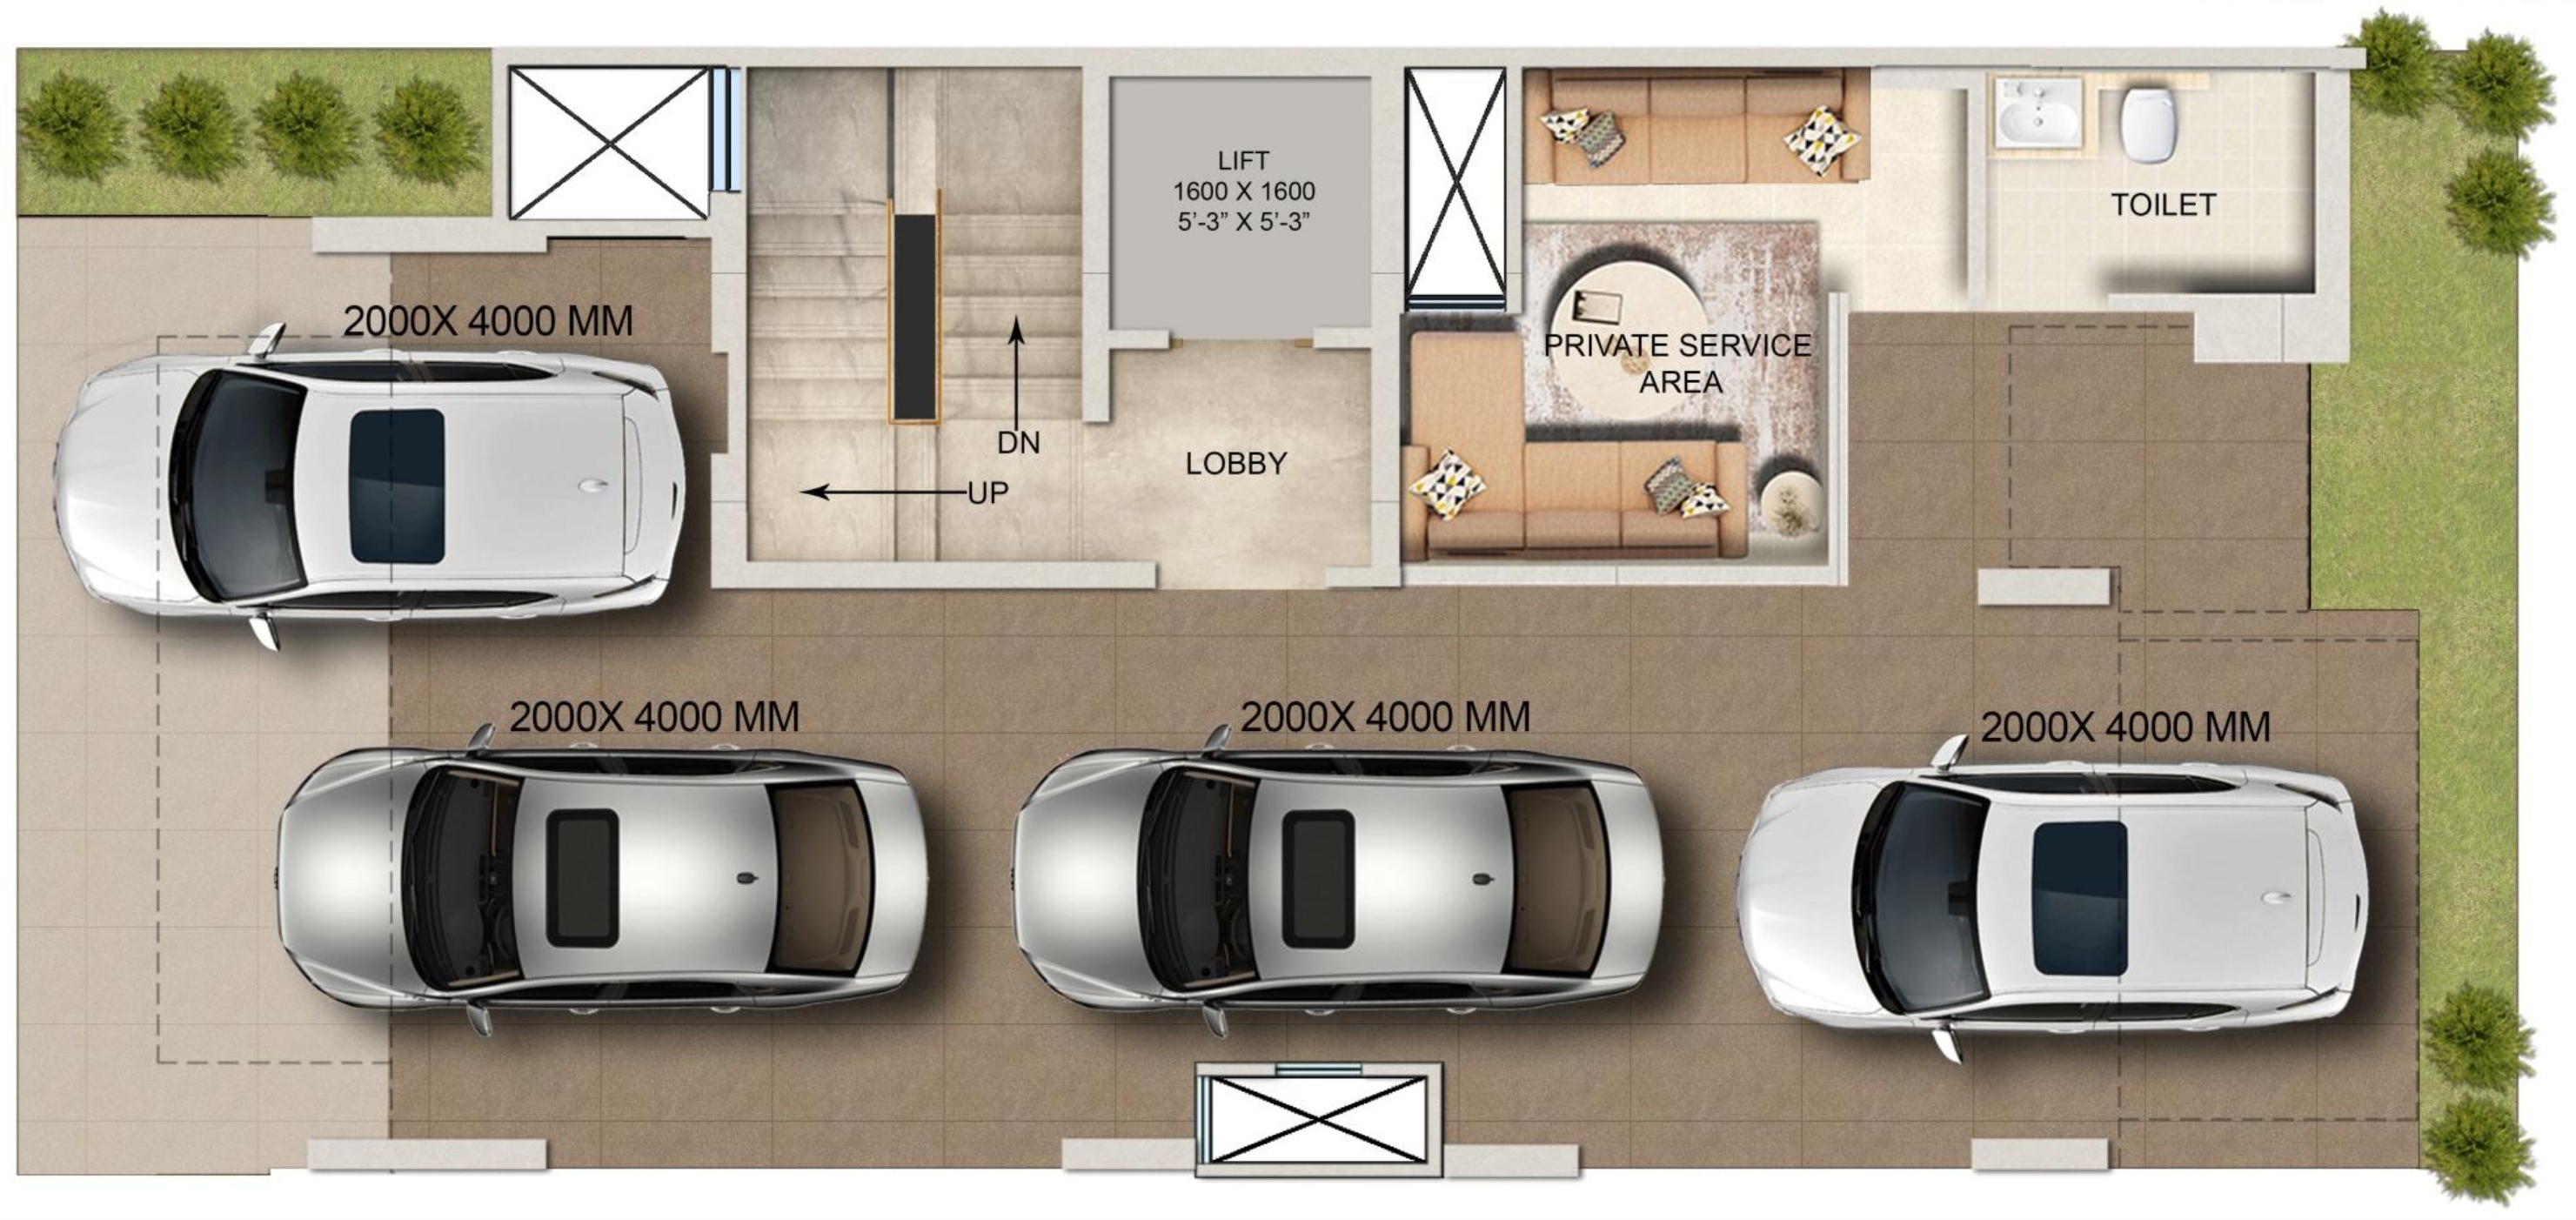 LIFT
1600 X 1600
5'-3” X 5'-3”
TOILET
2000X 4000 MM
PRIVATE SERVICE
AREA
DN
LOBBY
UP
2000X 4000 MM
2000X 4000 MM
2000X 4000 MM